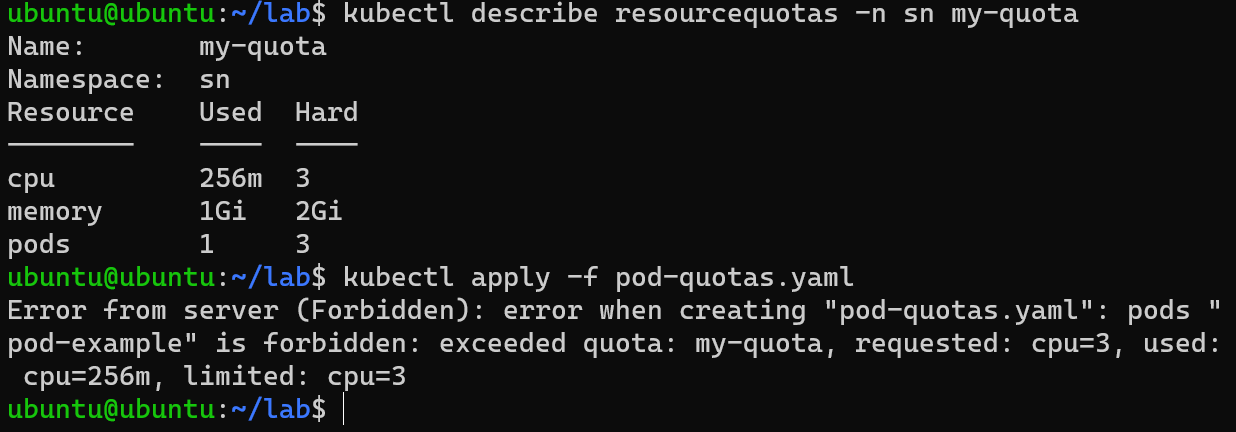 ubuntu@ubuntu:~/lab$ kubectl describe resourcequotas -n sn my-quota
Name:       my-quota
Namespace:  sn
Resource    Used  Hard
--------    ----  ----
cpu         256m  3
memory      1Gi   2Gi
pods        1     3
ubuntu@ubuntu:~/lab$ kubectl apply -f pod-quotas.yaml
Error from server (Forbidden): error when creating "pod-quotas.yaml": pods "
pod-example" is forbidden: exceeded quota: my-quota, requested: cpu=3, used:
 cpu=256m, limited: cpu=3
ubuntu@ubuntu:~/lab$